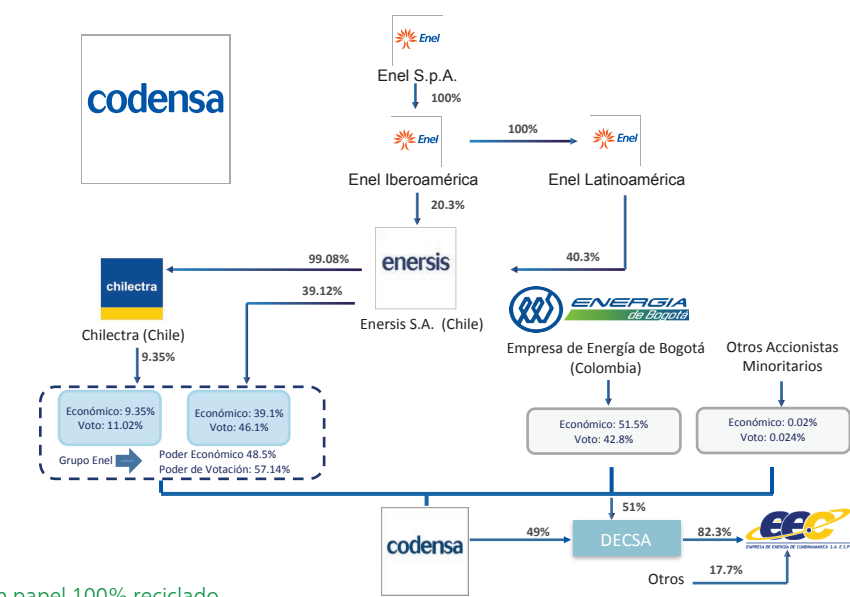 codensa
Enel
Enel S.p.A.
100%
Enel
100%
Enel
Enel Iberoamérica
Enel Latinoamérica
20.3%
enersis
99.08%
40.3%
chilectra
39.12%
ENERGIA
de Bogotá
Enersis S.A. (Chile)
Chilectra (Chile)
Empresa de Energía de Bogotá
(Colombia)
Otros Accionistas
Minoritarios
9.35%
Económico: 9.35%
Voto: 11.02%
Económico: 39.1%
Voto: 46.1%
Económico: 51.5%
Voto: 42.8%
Económico: 0.02%
Voto: 0.024%
Grupo Enel
Poder Económico 48.5%
Poder de Votación: 57.14%
51%
codensa
49%
DECSA
82.3%
eec
EMPRESA DE ENERGIA DE CUNDINAMARCA S.A. E.S.P
Otros
17.7%
papel 100% reciclado